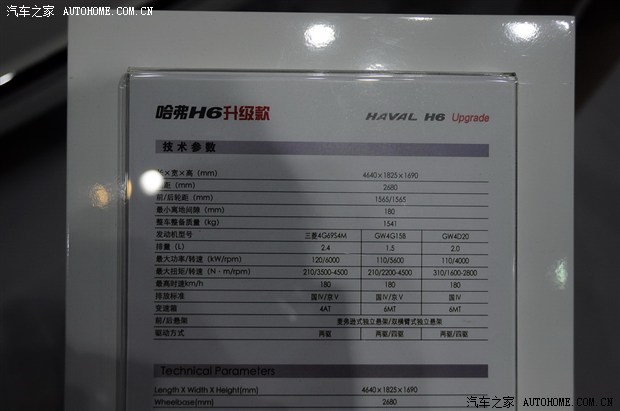 汽车之家 AUTOHOME.COM.CN
哈弗H6升级款 HAVAL H6 Upgrade
技术参数
×宽×高 (mm) 4640×1825×1690
距 (mm) 2680
前/后轮距 (mm) 1565/1565
最小离地间隙 (mm) 180
整车整备质量 (kg) 1541
发动机型号 三菱4G69S4M GW4G15B GW4D20
排量 (L) 2.4 1.5 2.0
最大功率/转速 (kW/rpm) 120/6000 110/5600 110/4000
最大扭矩/转速 (N·m/rpm) 210/3500-4500 210/2200-4500 310/1600-2800
最高时速km/h 180 180 180
排放标准 国Ⅳ/京Ⅴ 国Ⅳ/京Ⅴ 国Ⅳ
变速箱 4AT 6MT 6MT
前/后悬架 麦弗逊式独立悬架/双横臂式独立悬架
驱动方式 两驱 两驱/四驱 两驱/四驱
Technical Parameters
Length X Width X Height(mm) 4640×1825×1690
Wheelbase(mm) 2680
汽车之家 AUTOHOME.COM.CN